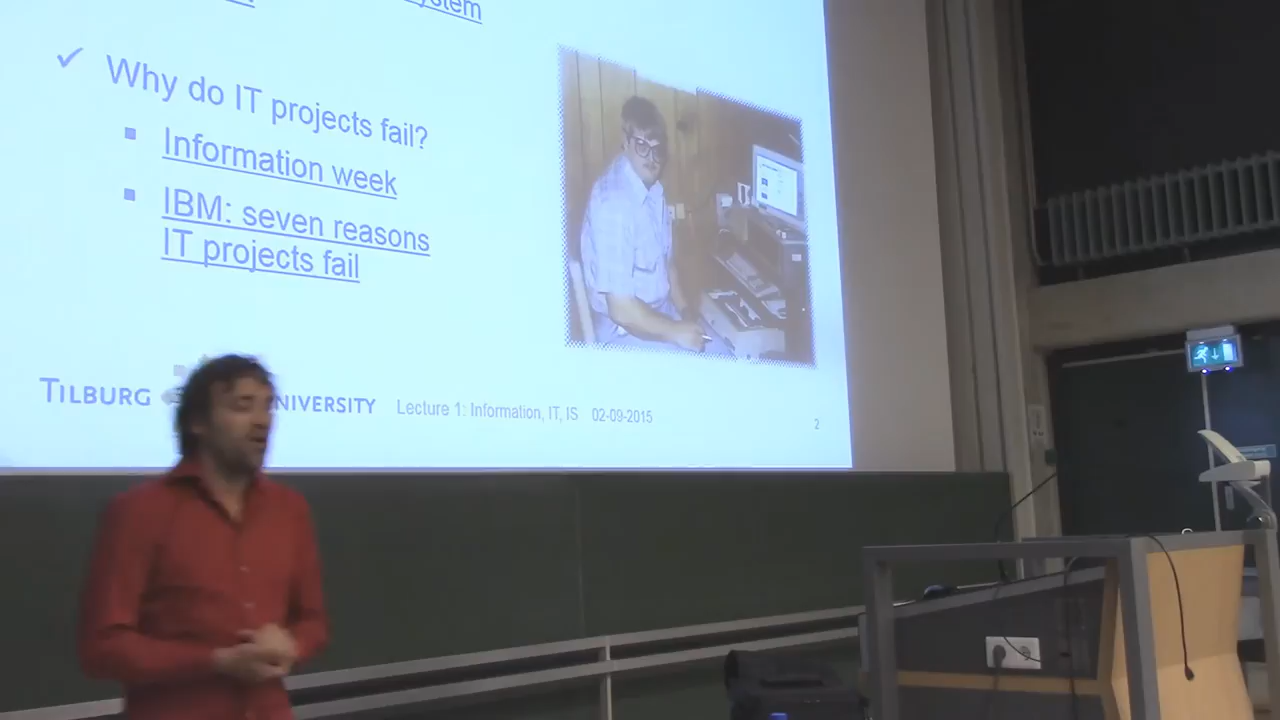 Why do IT projects fail?
Information week
IBM: seven reasons
IT projects fail
TILBURG
Lecture 1: Information, IT, IS 02-09-2015
2